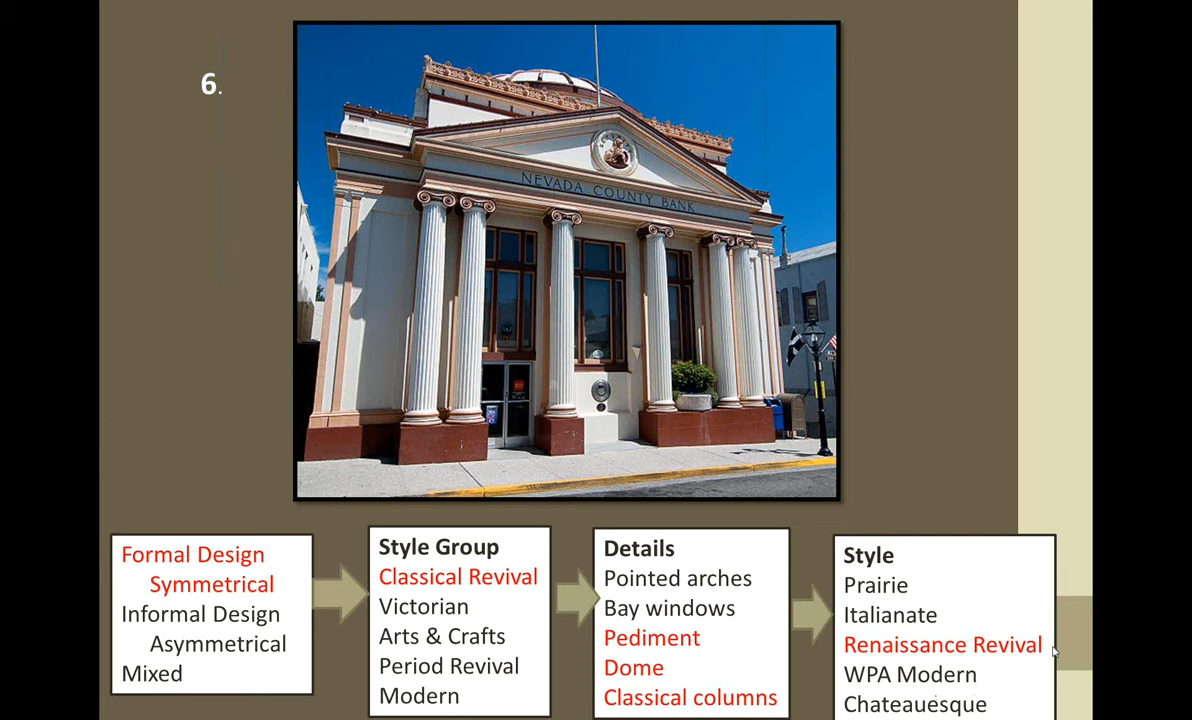 6.
NEVADA COUNTY BANK
Formal Design
Symmetrical
Informal Design
Asymmetrical
Mixed
Style Group
Classical Revival
Victorian
Arts & Crafts
Period Revival
Modern
Details
Pointed arches
Bay windows
Pediment
Dome
Classical columns
Style
Prairie
Italianate
Renaissance Revival
WPA Modern
Chateauesque